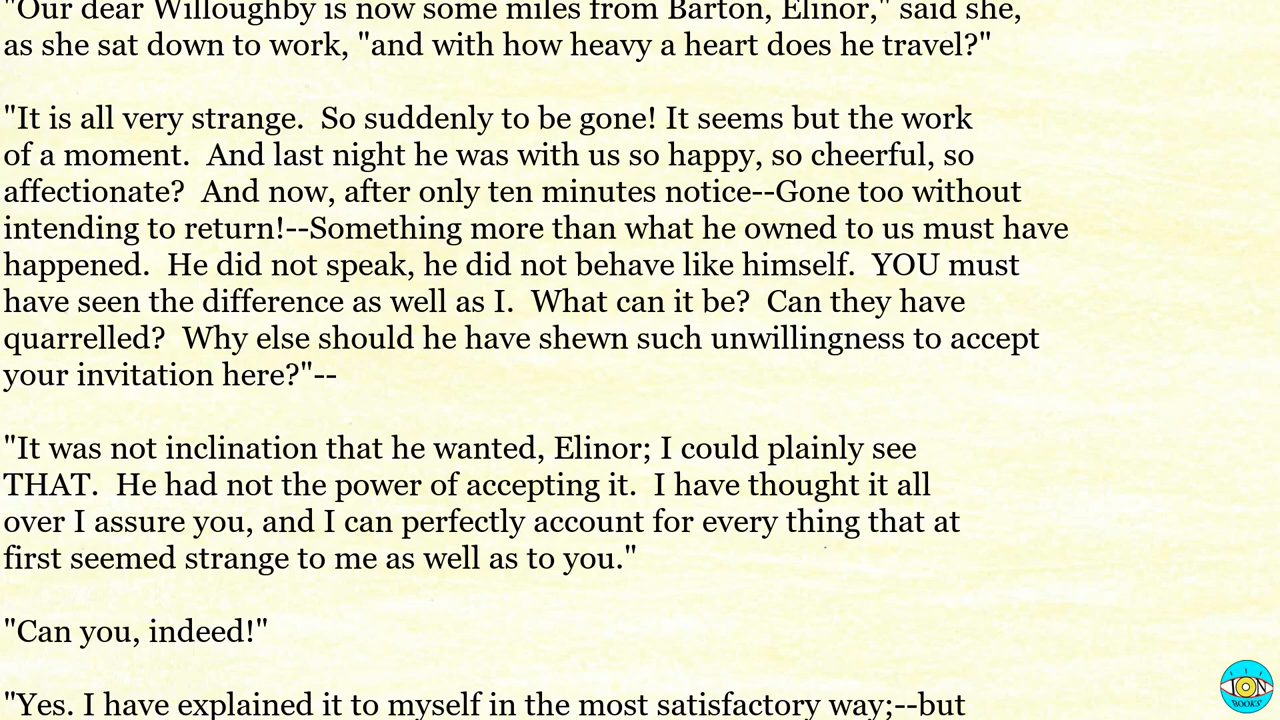 "Our dear Willoughby is now some miles from Barton, Elinor," said she,
as she sat down to work, "and with how heavy a heart does he travel?"
"It is all very strange.  So suddenly to be gone! It seems but the work
of a moment.  And last night he was with us so happy, so cheerful, so
affectionate?  And now, after only ten minutes notice--Gone too without
intending to return!--Something more than what he owned to us must have
happened.  He did not speak, he did not behave like himself.  YOU must
have seen the difference as well as I.  What can it be?  Can they have
quarrelled?  Why else should he have shewn such unwillingness to accept
your invitation here?"--
"It was not inclination that he wanted, Elinor; I could plainly see
THAT.  He had not the power of accepting it.  I have thought it all
over I assure you, and I can perfectly account for every thing that at
first seemed strange to me as well as to you."
"Can you, indeed!"
"Yes. I have explained it to myself in the most satisfactory way;--but
ION
BOOKS